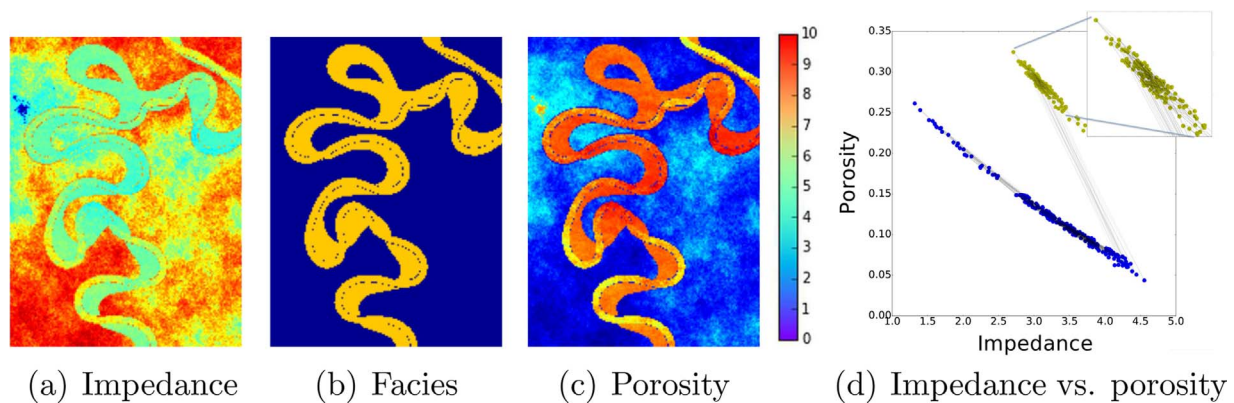 10
9
8
7
6
5
4
3
2
1
0
Porosity
0.35
0.30
0.25
0.20
0.15
0.10
0.05
0.00
1.0 1.5 2.0 2.5 3.0 3.5 4.0 4.5 5.0
Impedance
(a) Impedance
(b) Facies
(c) Porosity
(d) Impedance vs. porosity